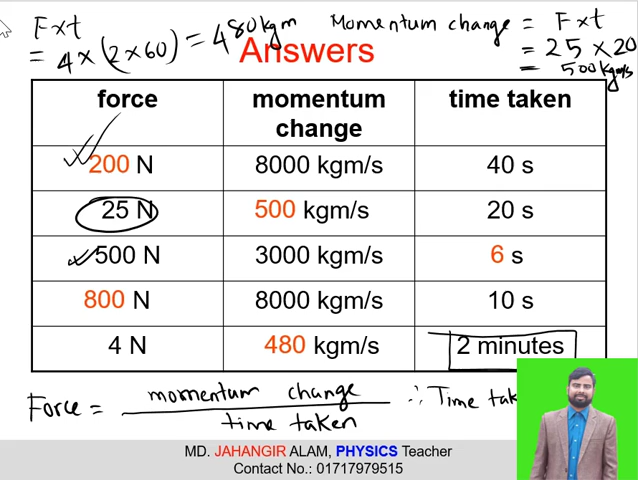 F×t
= 4 × (2×60) = 480 kgm
Momentum change = F×t
= 25 × 20
= 500 kgm/s
Answers
force momentum change time taken
200 N 8000 kgm/s 40 s
25 N 500 kgm/s 20 s
500 N 3000 kgm/s 6 s
800 N 8000 kgm/s 10 s
4 N 480 kgm/s 2 minutes
Force = momentum change / time taken ∴ Time
MD. JAHANGIR ALAM, PHYSICS Teacher
Contact No.: 01717979515